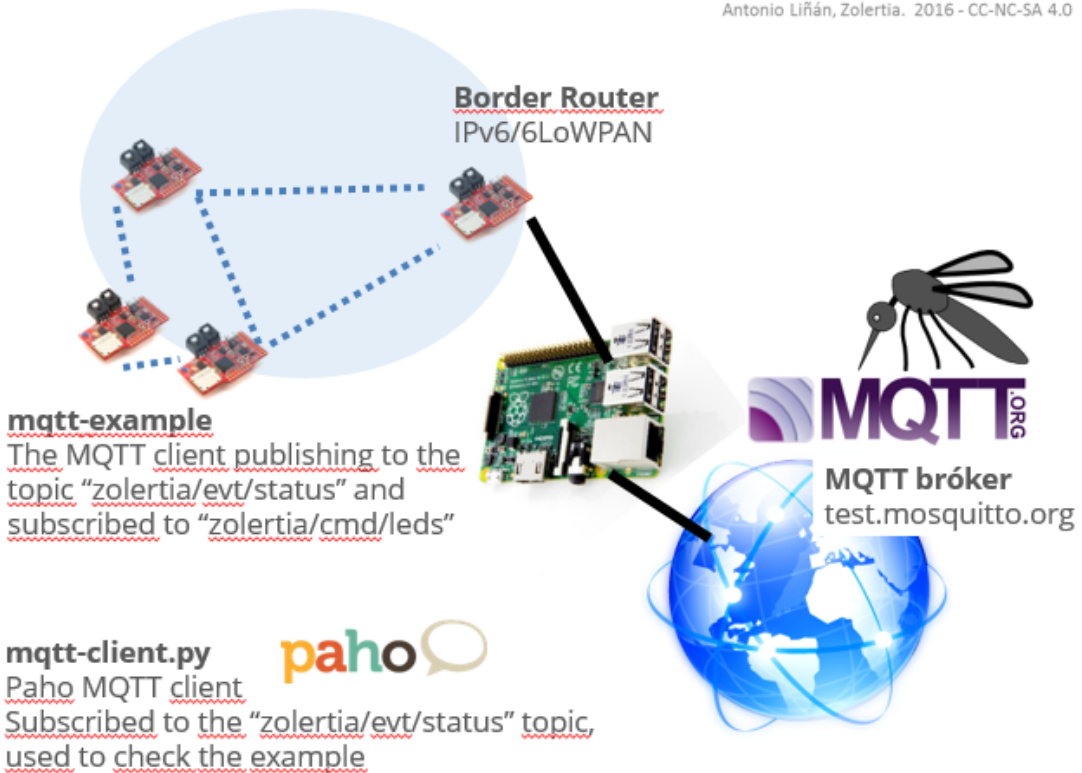 Antonio Liñán, Zolertia. 2016 - CC-NC-SA 4.0
Border Router
IPv6/6LoWPAN
MQTT.ORG
mqtt-example
The MQTT client publishing to the
topic “zolertia/evt/status” and
subscribed to “zolertia/cmd/leds”
MQTT bróker
test.mosquitto.org
mqtt-client.py
paho
Paho MQTT client
Subscribed to the “zolertia/evt/status” topic,
used to check the example